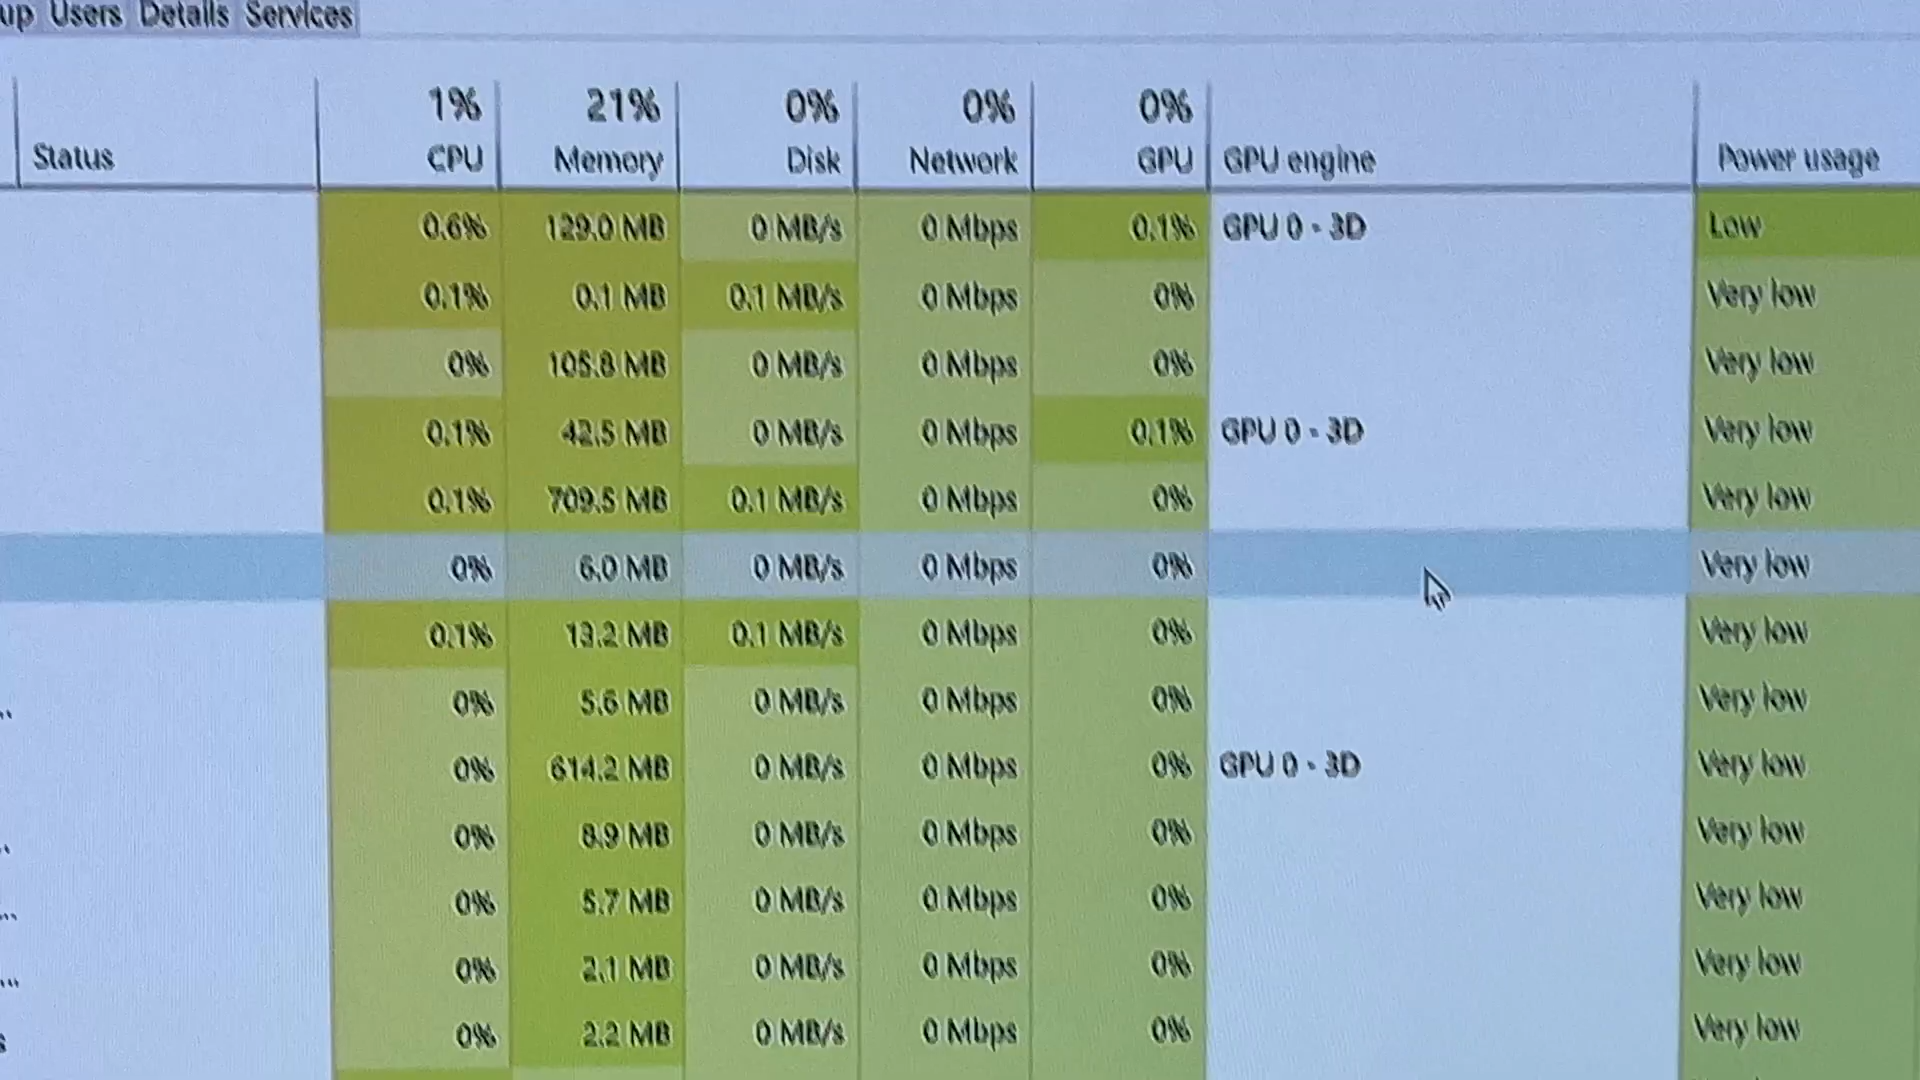 up Users Details Services
1% 21% 0% 0% 0%
Status CPU Memory Disk Network GPU GPU engine Power usage
0.6% 129.0 MB 0 MB/s 0 Mbps 0.1% GPU 0 - 3D Low
0.1% 0.1 MB 0.1 MB/s 0 Mbps 0% Very low
0% 105.8 MB 0 MB/s 0 Mbps 0% Very low
0.1% 42.5 MB 0 MB/s 0 Mbps 0.1% GPU 0 - 3D Very low
0.1% 709.5 MB 0.1 MB/s 0 Mbps 0% Very low
0% 6.0 MB 0 MB/s 0 Mbps 0% Very low
0.1% 13.2 MB 0.1 MB/s 0 Mbps 0% Very low
... 0% 5.6 MB 0 MB/s 0 Mbps 0% Very low
0% 614.2 MB 0 MB/s 0 Mbps 0% GPU 0 - 3D Very low
... 0% 8.9 MB 0 MB/s 0 Mbps 0% Very low
... 0% 5.7 MB 0 MB/s 0 Mbps 0% Very low
... 0% 2.1 MB 0 MB/s 0 Mbps 0% Very low
s 0% 2.2 MB 0 MB/s 0 Mbps 0% Very low